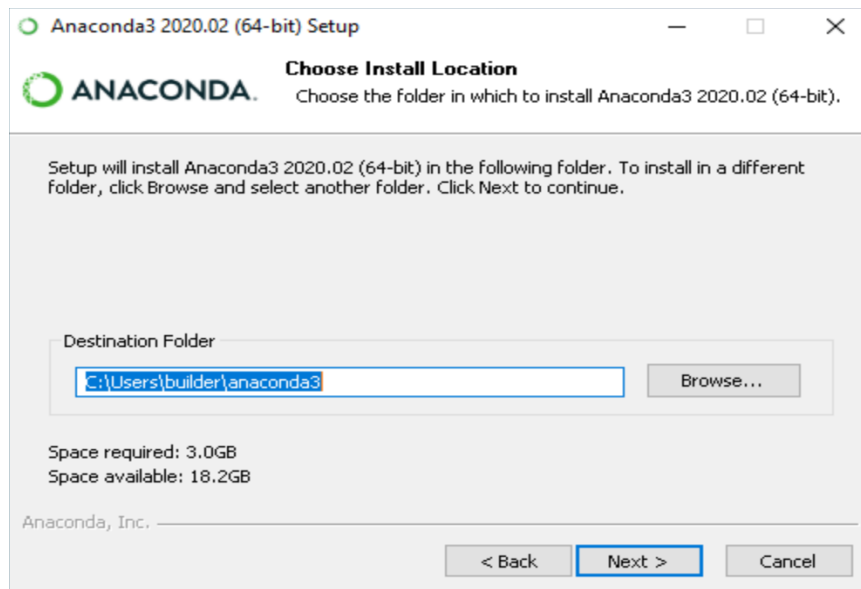 Anaconda3 2020.02 (64-bit) Setup
ANACONDA.
Choose Install Location
Choose the folder in which to install Anaconda3 2020.02 (64-bit).
Setup will install Anaconda3 2020.02 (64-bit) in the following folder. To install in a different
folder, click Browse and select another folder. Click Next to continue.
Destination Folder
C:\Users\builder\anaconda3
Browse...
Space required: 3.0GB
Space available: 18.2GB
Anaconda, Inc.
< Back
Next >
Cancel